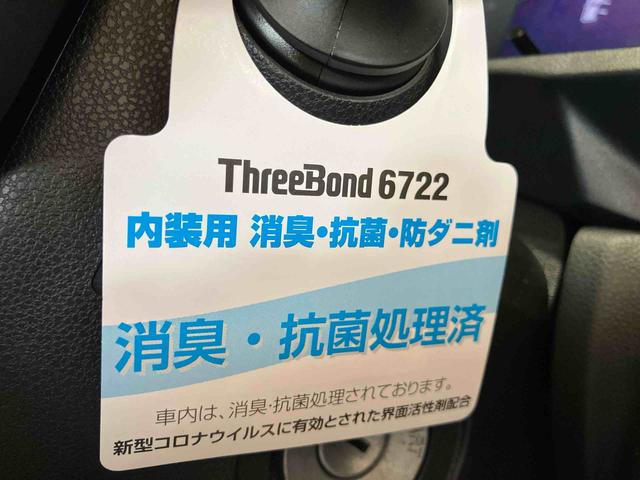 ThreeBond 6722
内装用 消臭・抗菌・防ダニ剤
消臭・抗菌処理済
車内は、消臭・抗菌処理されております。
新型コロナウイルスに有効とされた界面活性剤配合